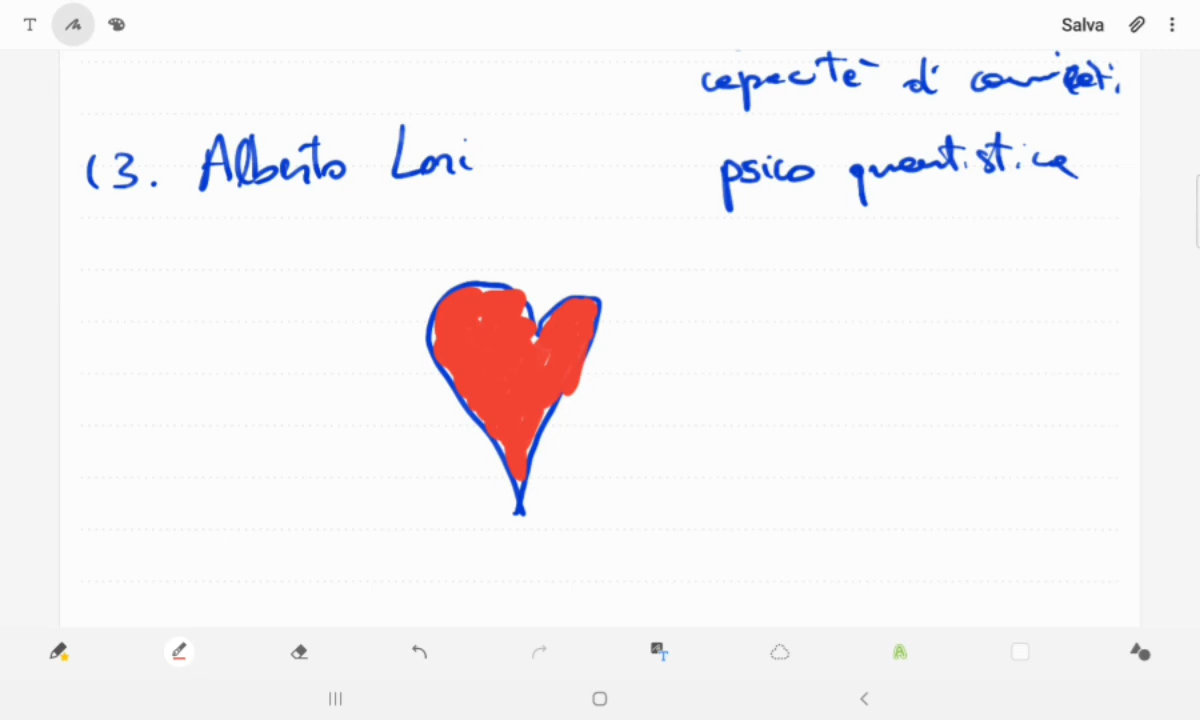 T
Salva
capacità di
13. Alberto Lori
psico quantistica